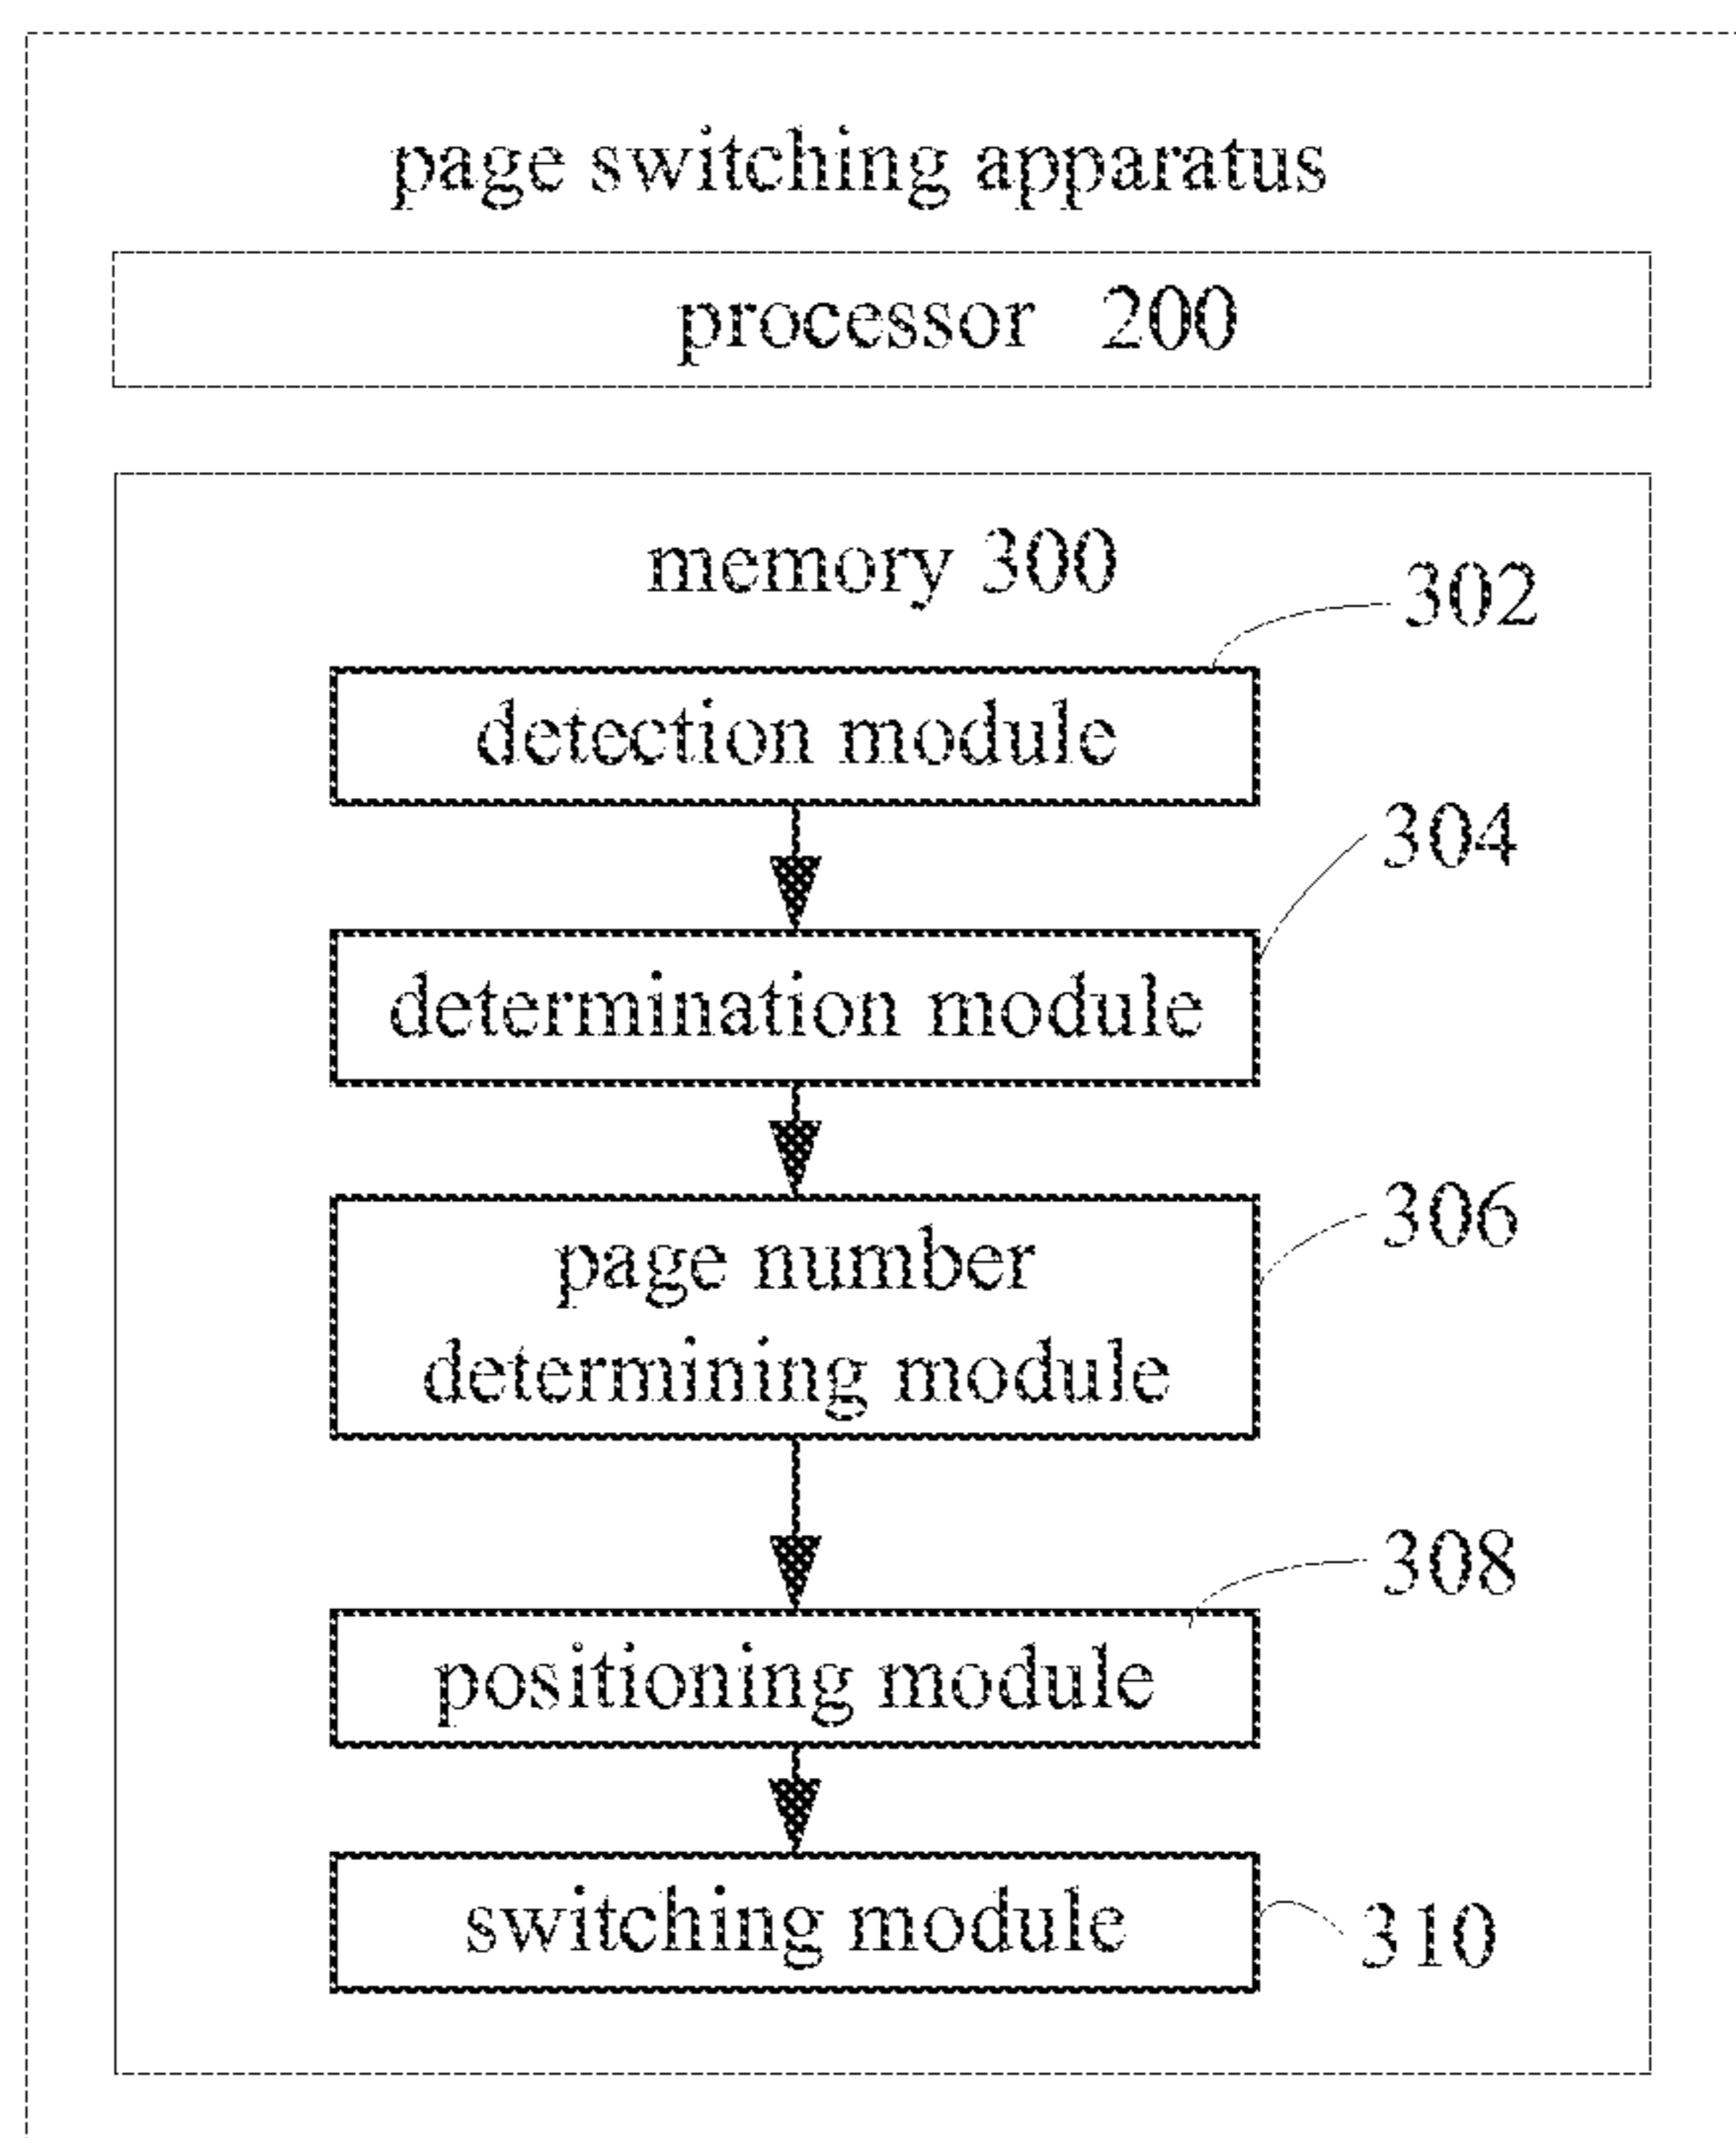 page switching apparatus
processor 200
memory 300
302
detection module
304
determination module
306
page number
determining module
308
positioning module
switching module
310